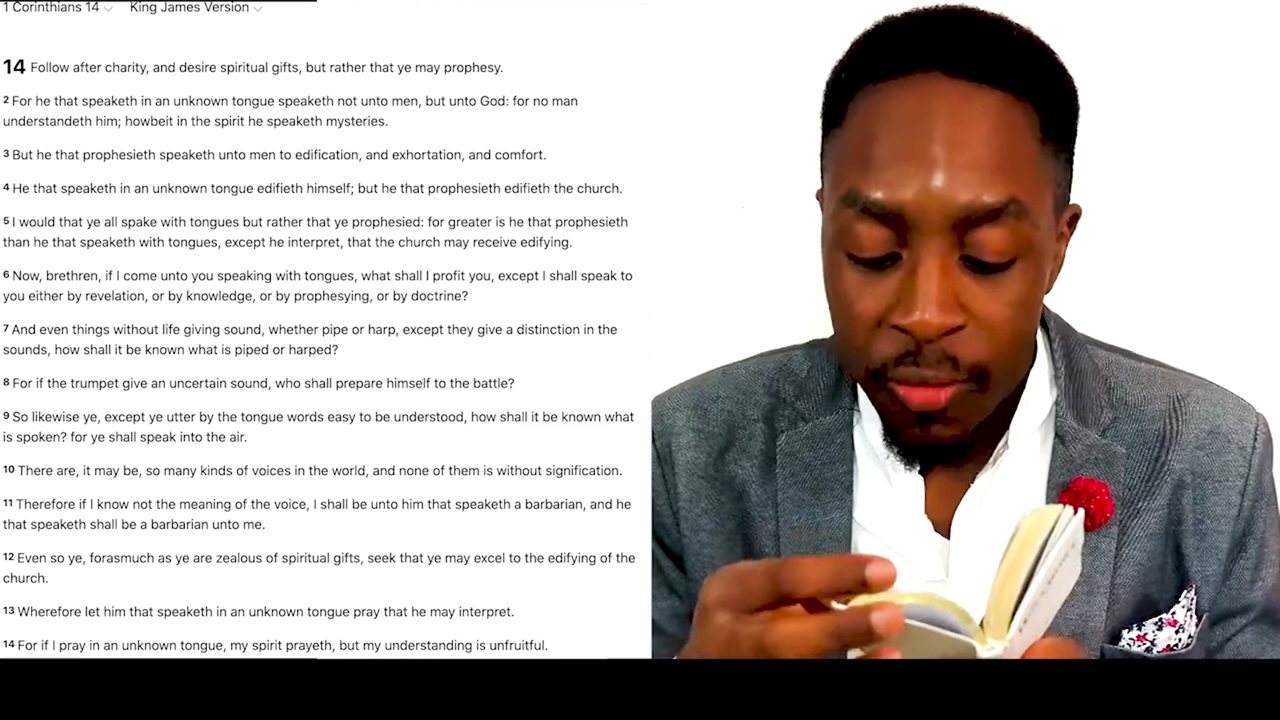 1 Corinthians 14 King James Version
14 Follow after charity, and desire spiritual gifts, but rather that ye may prophesy.
2 For he that speaketh in an unknown tongue speaketh not unto men, but unto God: for no man
understandeth him; howbeit in the spirit he speaketh mysteries.
3 But he that prophesieth speaketh unto men to edification, and exhortation, and comfort.
4 He that speaketh in an unknown tongue edifieth himself; but he that prophesieth edifieth the church.
5 I would that ye all spake with tongues but rather that ye prophesied: for greater is he that prophesieth
than he that speaketh with tongues, except he interpret, that the church may receive edifying.
6 Now, brethren, if I come unto you speaking with tongues, what shall I profit you, except I shall speak to
you either by revelation, or by knowledge, or by prophesying, or by doctrine?
7 And even things without life giving sound, whether pipe or harp, except they give a distinction in the
sounds, how shall it be known what is piped or harped?
8 For if the trumpet give an uncertain sound, who shall prepare himself to the battle?
9 So likewise ye, except ye utter by the tongue words easy to be understood, how shall it be known what
is spoken? for ye shall speak into the air.
10 There are, it may be, so many kinds of voices in the world, and none of them is without signification.
11 Therefore if I know not the meaning of the voice, I shall be unto him that speaketh a barbarian, and he
that speaketh shall be a barbarian unto me.
12 Even so ye, forasmuch as ye are zealous of spiritual gifts, seek that ye may excel to the edifying of the
church.
13 Wherefore let him that speaketh in an unknown tongue pray that he may interpret.
14 For if I pray in an unknown tongue, my spirit prayeth, but my understanding is unfruitful.